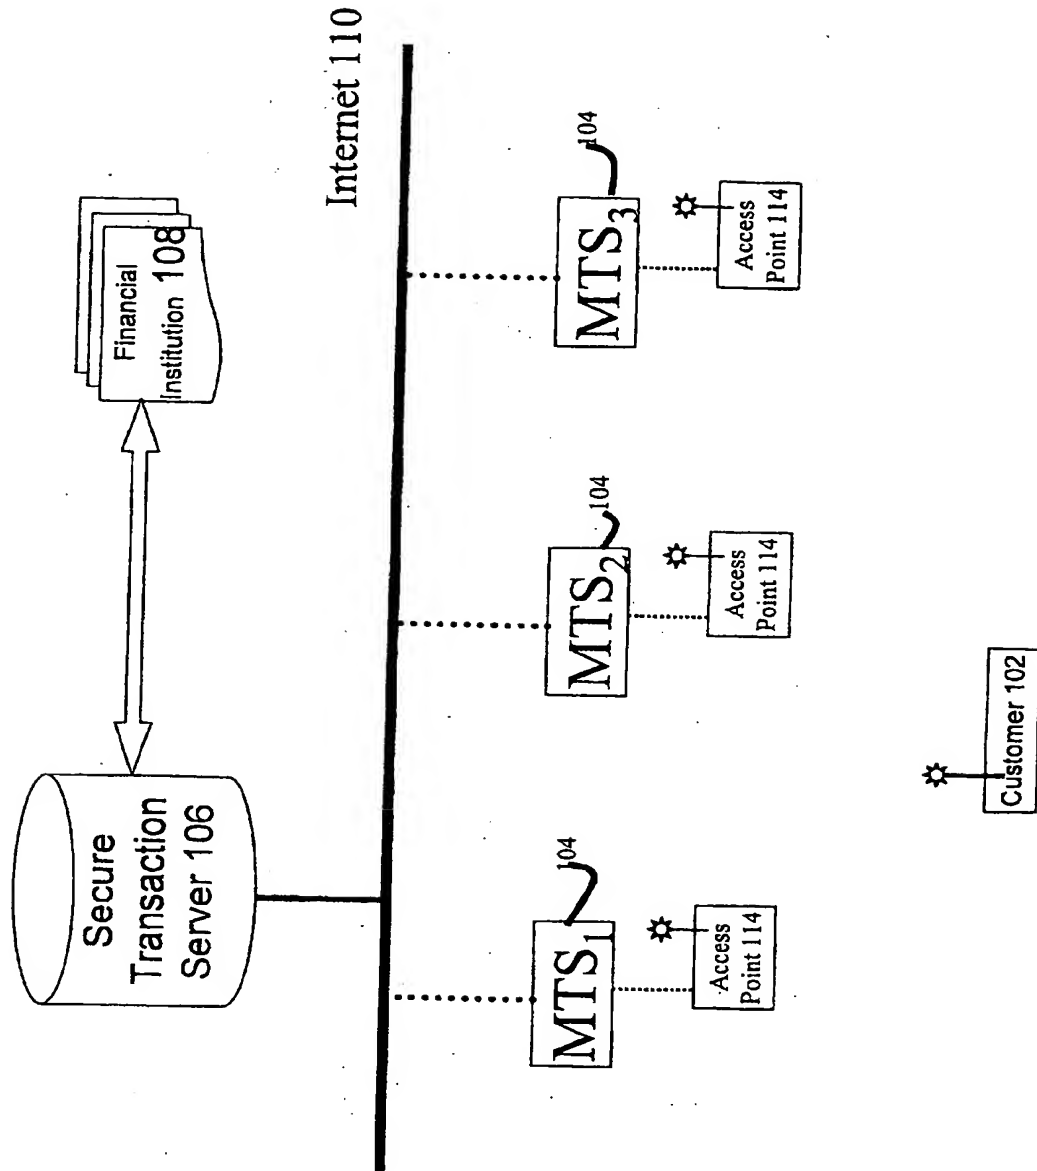 Secure
Transaction
Server 106
Financial
Institution 108
Internet 110
MTS1
104
MTS2
104
MTS3
104
Access
Point 114
Access
Point 114
Access
Point 114
Customer 102